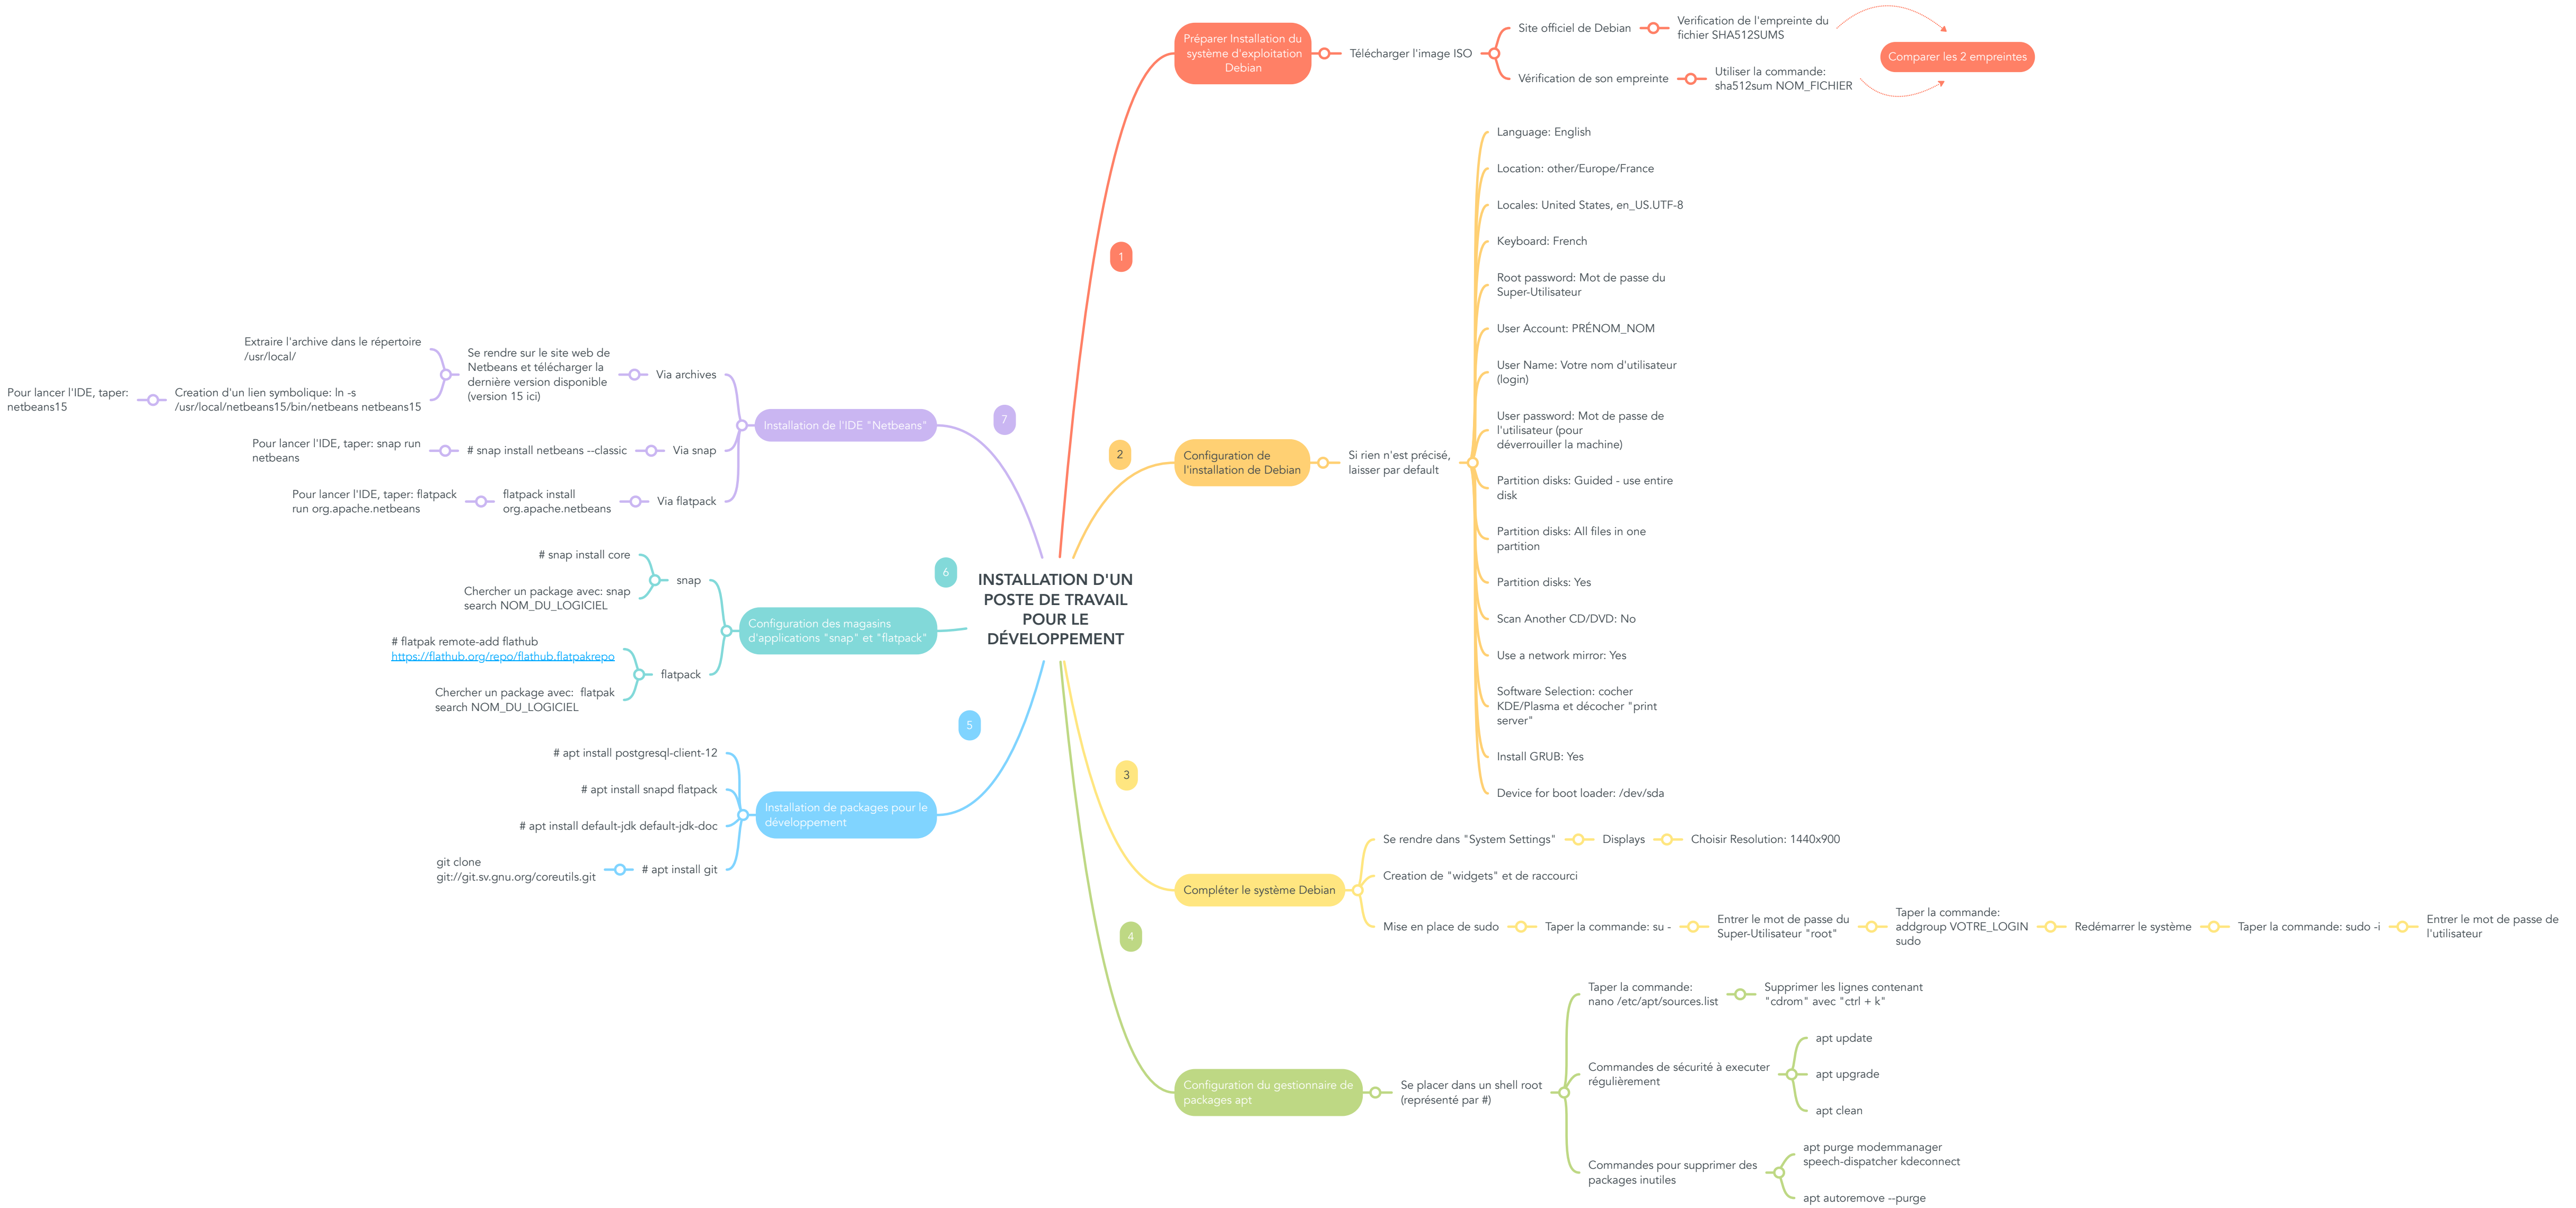 INSTALLATION D'UN
POSTE DE TRAVAIL
POUR LE
DÉVELOPPEMENT
1
Préparer Installation du
système d'exploitation
Debian
Télécharger l'image ISO
Site officiel de Debian
Verification de l'empreinte du
fichier SHA512SUMS
Vérification de son empreinte
Utiliser la commande:
sha512sum NOM_FICHIER
Comparer les 2 empreintes
2
Configuration de
l'installation de Debian
Si rien n'est précisé,
laisser par default
Language: English
Location: other/Europe/France
Locales: United States, en_US.UTF-8
Keyboard: French
Root password: Mot de passe du
Super-Utilisateur
User Account: PRÉNOM_NOM
User Name: Votre nom d'utilisateur
(login)
User password: Mot de passe de
l'utilisateur (pour
déverrouiller la machine)
Partition disks: Guided - use entire
disk
Partition disks: All files in one
partition
Partition disks: Yes
Scan Another CD/DVD: No
Use a network mirror: Yes
Software Selection: cocher
KDE/Plasma et décocher "print
server"
Install GRUB: Yes
Device for boot loader: /dev/sda
3
Compléter le système Debian
Se rendre dans "System Settings"
Displays
Choisir Resolution: 1440x900
Creation de "widgets" et de raccourci
Mise en place de sudo
Taper la commande: su -
Entrer le mot de passe du
Super-Utilisateur "root"
Taper la commande:
addgroup VOTRE_LOGIN
sudo
Redémarrer le système
Taper la commande: sudo -i
Entrer le mot de passe de
l'utilisateur
4
Configuration du gestionnaire de
packages apt
Se placer dans un shell root
(représenté par #)
Taper la commande:
nano /etc/apt/sources.list
Supprimer les lignes contenant
"cdrom" avec "ctrl + k"
Commandes de sécurité à executer
régulièrement
apt update
apt upgrade
apt clean
Commandes pour supprimer des
packages inutiles
apt purge modemmanager
speech-dispatcher kdeconnect
apt autoremove --purge
5
Installation de packages pour le
développement
# apt install postgresql-client-12
# apt install snapd flatpack
# apt install default-jdk default-jdk-doc
# apt install git
git clone
git://git.sv.gnu.org/coreutils.git
6
Configuration des magasins
d'applications "snap" et "flatpack"
snap
# snap install core
Chercher un package avec: snap
search NOM_DU_LOGICIEL
flatpack
# flatpak remote-add flathub
https://flathub.org/repo/flathub.flatpakrepo
Chercher un package avec:  flatpak
search NOM_DU_LOGICIEL
7
Installation de l'IDE "Netbeans"
Via archives
Se rendre sur le site web de
Netbeans et télécharger la
dernière version disponible
(version 15 ici)
Extraire l'archive dans le répertoire
/usr/local/
Creation d'un lien symbolique: ln -s
/usr/local/netbeans15/bin/netbeans netbeans15
Pour lancer l'IDE, taper:
netbeans15
Via snap
# snap install netbeans --classic
Pour lancer l'IDE, taper: snap run
netbeans
Via flatpack
flatpack install
org.apache.netbeans
Pour lancer l'IDE, taper: flatpack
run org.apache.netbeans